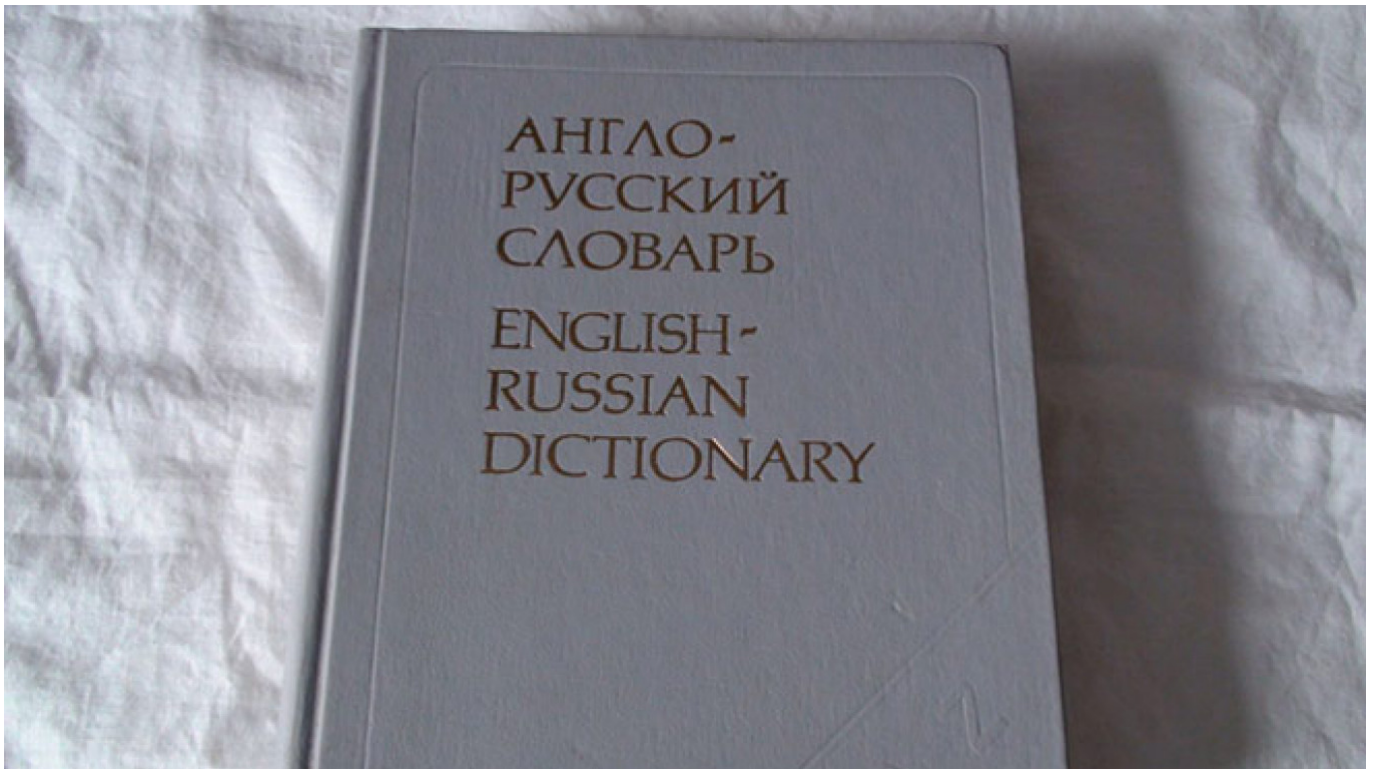 АНГЛО-
РУССКИЙ
СЛОВАРЬ
ENGLISH-
RUSSIAN
DICTIONARY